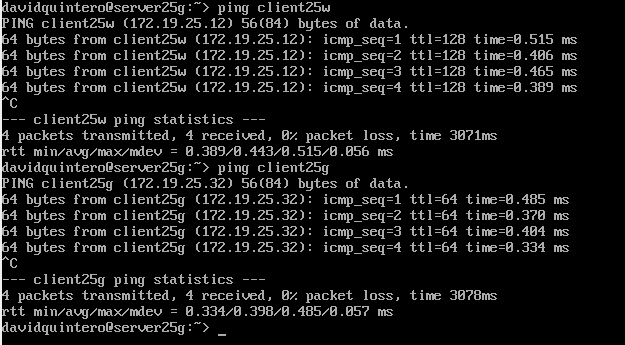 davidquintero@server25g:~> ping client25w
PING client25w (172.19.25.12) 56(84) bytes of data.
64 bytes from client25w (172.19.25.12): icmp_seq=1 ttl=128 time=0.515 ms
64 bytes from client25w (172.19.25.12): icmp_seq=2 ttl=128 time=0.406 ms
64 bytes from client25w (172.19.25.12): icmp_seq=3 ttl=128 time=0.465 ms
64 bytes from client25w (172.19.25.12): icmp_seq=4 ttl=128 time=0.389 ms
^C
--- client25w ping statistics ---
4 packets transmitted, 4 received, 0% packet loss, time 3071ms
rtt min/avg/max/mdev = 0.389/0.443/0.515/0.056 ms
davidquintero@server25g:~> ping client25g
PING client25g (172.19.25.32) 56(84) bytes of data.
64 bytes from client25g (172.19.25.32): icmp_seq=1 ttl=64 time=0.485 ms
64 bytes from client25g (172.19.25.32): icmp_seq=2 ttl=64 time=0.370 ms
64 bytes from client25g (172.19.25.32): icmp_seq=3 ttl=64 time=0.404 ms
64 bytes from client25g (172.19.25.32): icmp_seq=4 ttl=64 time=0.334 ms
^C
--- client25g ping statistics ---
4 packets transmitted, 4 received, 0% packet loss, time 3078ms
rtt min/avg/max/mdev = 0.334/0.398/0.485/0.057 ms
davidquintero@server25g:~> _